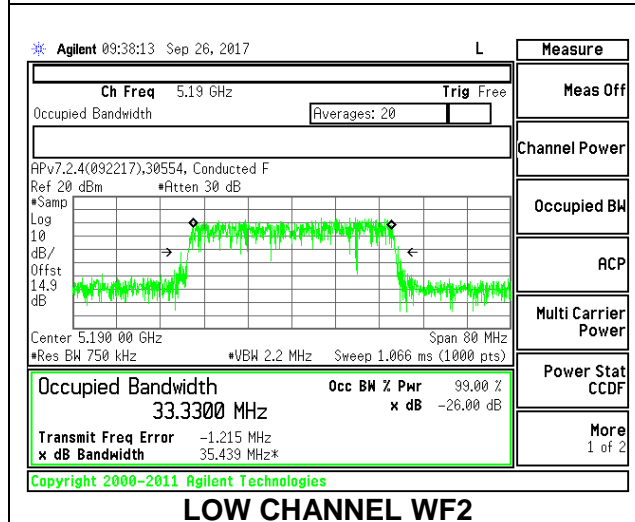 Agilent 09:38:13 Sep 26, 2017 L
Measure
Ch Freq 5.19 GHz Trig Free
Occupied Bandwidth Averages: 20
Meas Off
Channel Power
Occupied BW
ACP
Multi Carrier
Power
Power Stat
CCDF
More
1 of 2
APv7.2.4(092217),30554, Conducted F
Ref 20 dBm #Atten 30 dB
#Samp
Log
10
dB/
Offst
14.9
dB
Center 5.190 00 GHz Span 80 MHz
#Res BW 750 kHz #VBW 2.2 MHz Sweep 1.066 ms (1000 pts)
Occupied Bandwidth Occ BW % Pwr 99.00 %
33.3300 MHz x dB -26.00 dB
Transmit Freq Error -1.215 MHz
x dB Bandwidth 35.439 MHz*
Copyright 2000-2011 Agilent Technologies
LOW CHANNEL WF2